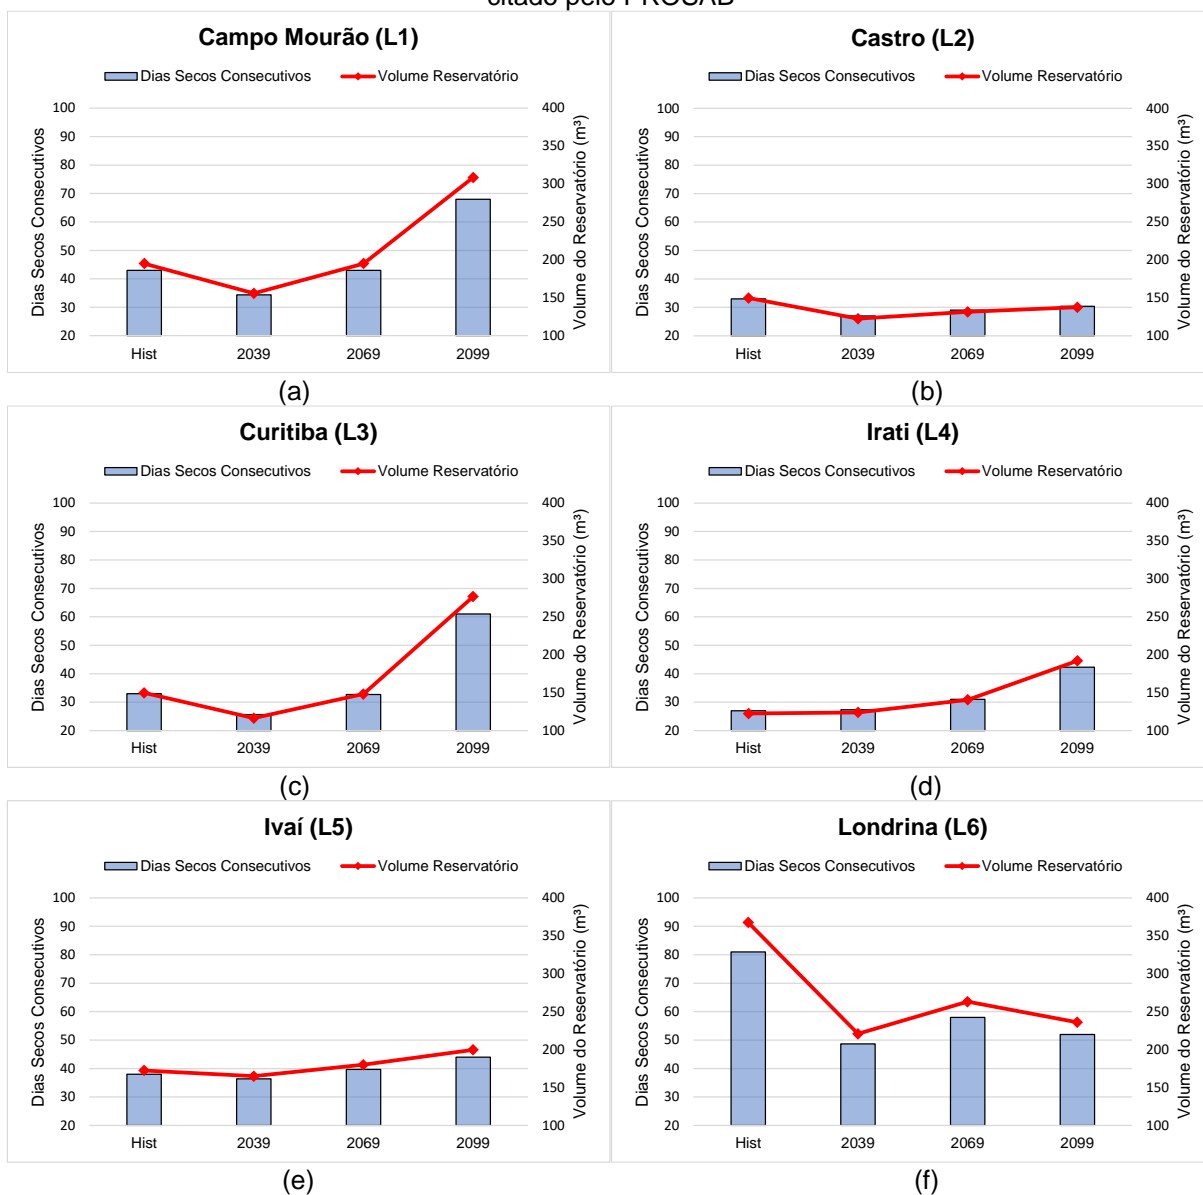 citado pelo PROSAB
Campo Mourão (L1)
Dias Secos Consecutivos Volume Reservatório
Dias Secos Consecutivos
100
90
80
70
60
50
40
30
20
400
350
300
250
200
150
100
Volume do Reservatório (m³)
Hist 2039 2069 2099
(a)
Castro (L2)
Dias Secos Consecutivos Volume Reservatório
Dias Secos Consecutivos
100
90
80
70
60
50
40
30
20
400
350
300
250
200
150
100
Volume do Reservatório (m³)
Hist 2039 2069 2099
(b)
Curitiba (L3)
Dias Secos Consecutivos Volume Reservatório
Dias Secos Consecutivos
100
90
80
70
60
50
40
30
20
400
350
300
250
200
150
100
Volume do Reservatório (m³)
Hist 2039 2069 2099
(c)
Irati (L4)
Dias Secos Consecutivos Volume Reservatório
Dias Secos Consecutivos
100
90
80
70
60
50
40
30
20
400
350
300
250
200
150
100
Volume do Reservatório (m³)
Hist 2039 2069 2099
(d)
Ivaí (L5)
Dias Secos Consecutivos Volume Reservatório
Dias Secos Consecutivos
100
90
80
70
60
50
40
30
20
400
350
300
250
200
150
100
Volume do Reservatório (m³)
Hist 2039 2069 2099
(e)
Londrina (L6)
Dias Secos Consecutivos Volume Reservatório
Dias Secos Consecutivos
100
90
80
70
60
50
40
30
20
400
350
300
250
200
150
100
Volume do Reservatório (m³)
Hist 2039 2069 2099
(f)